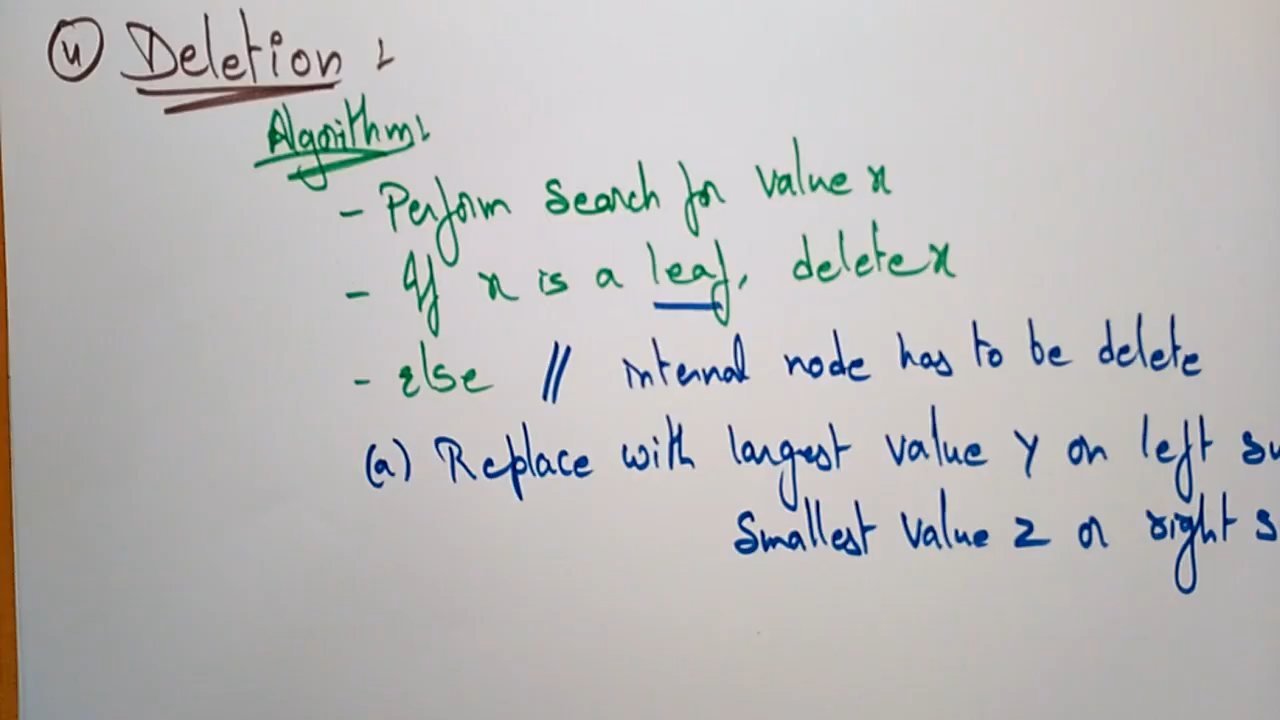 ④ Deletion :
Algorithm:
- Perform search for value x
- If x is a leaf, delete x
- else // internal node has to be delete
(a) Replace with largest value y on left su
Smallest value z on right s